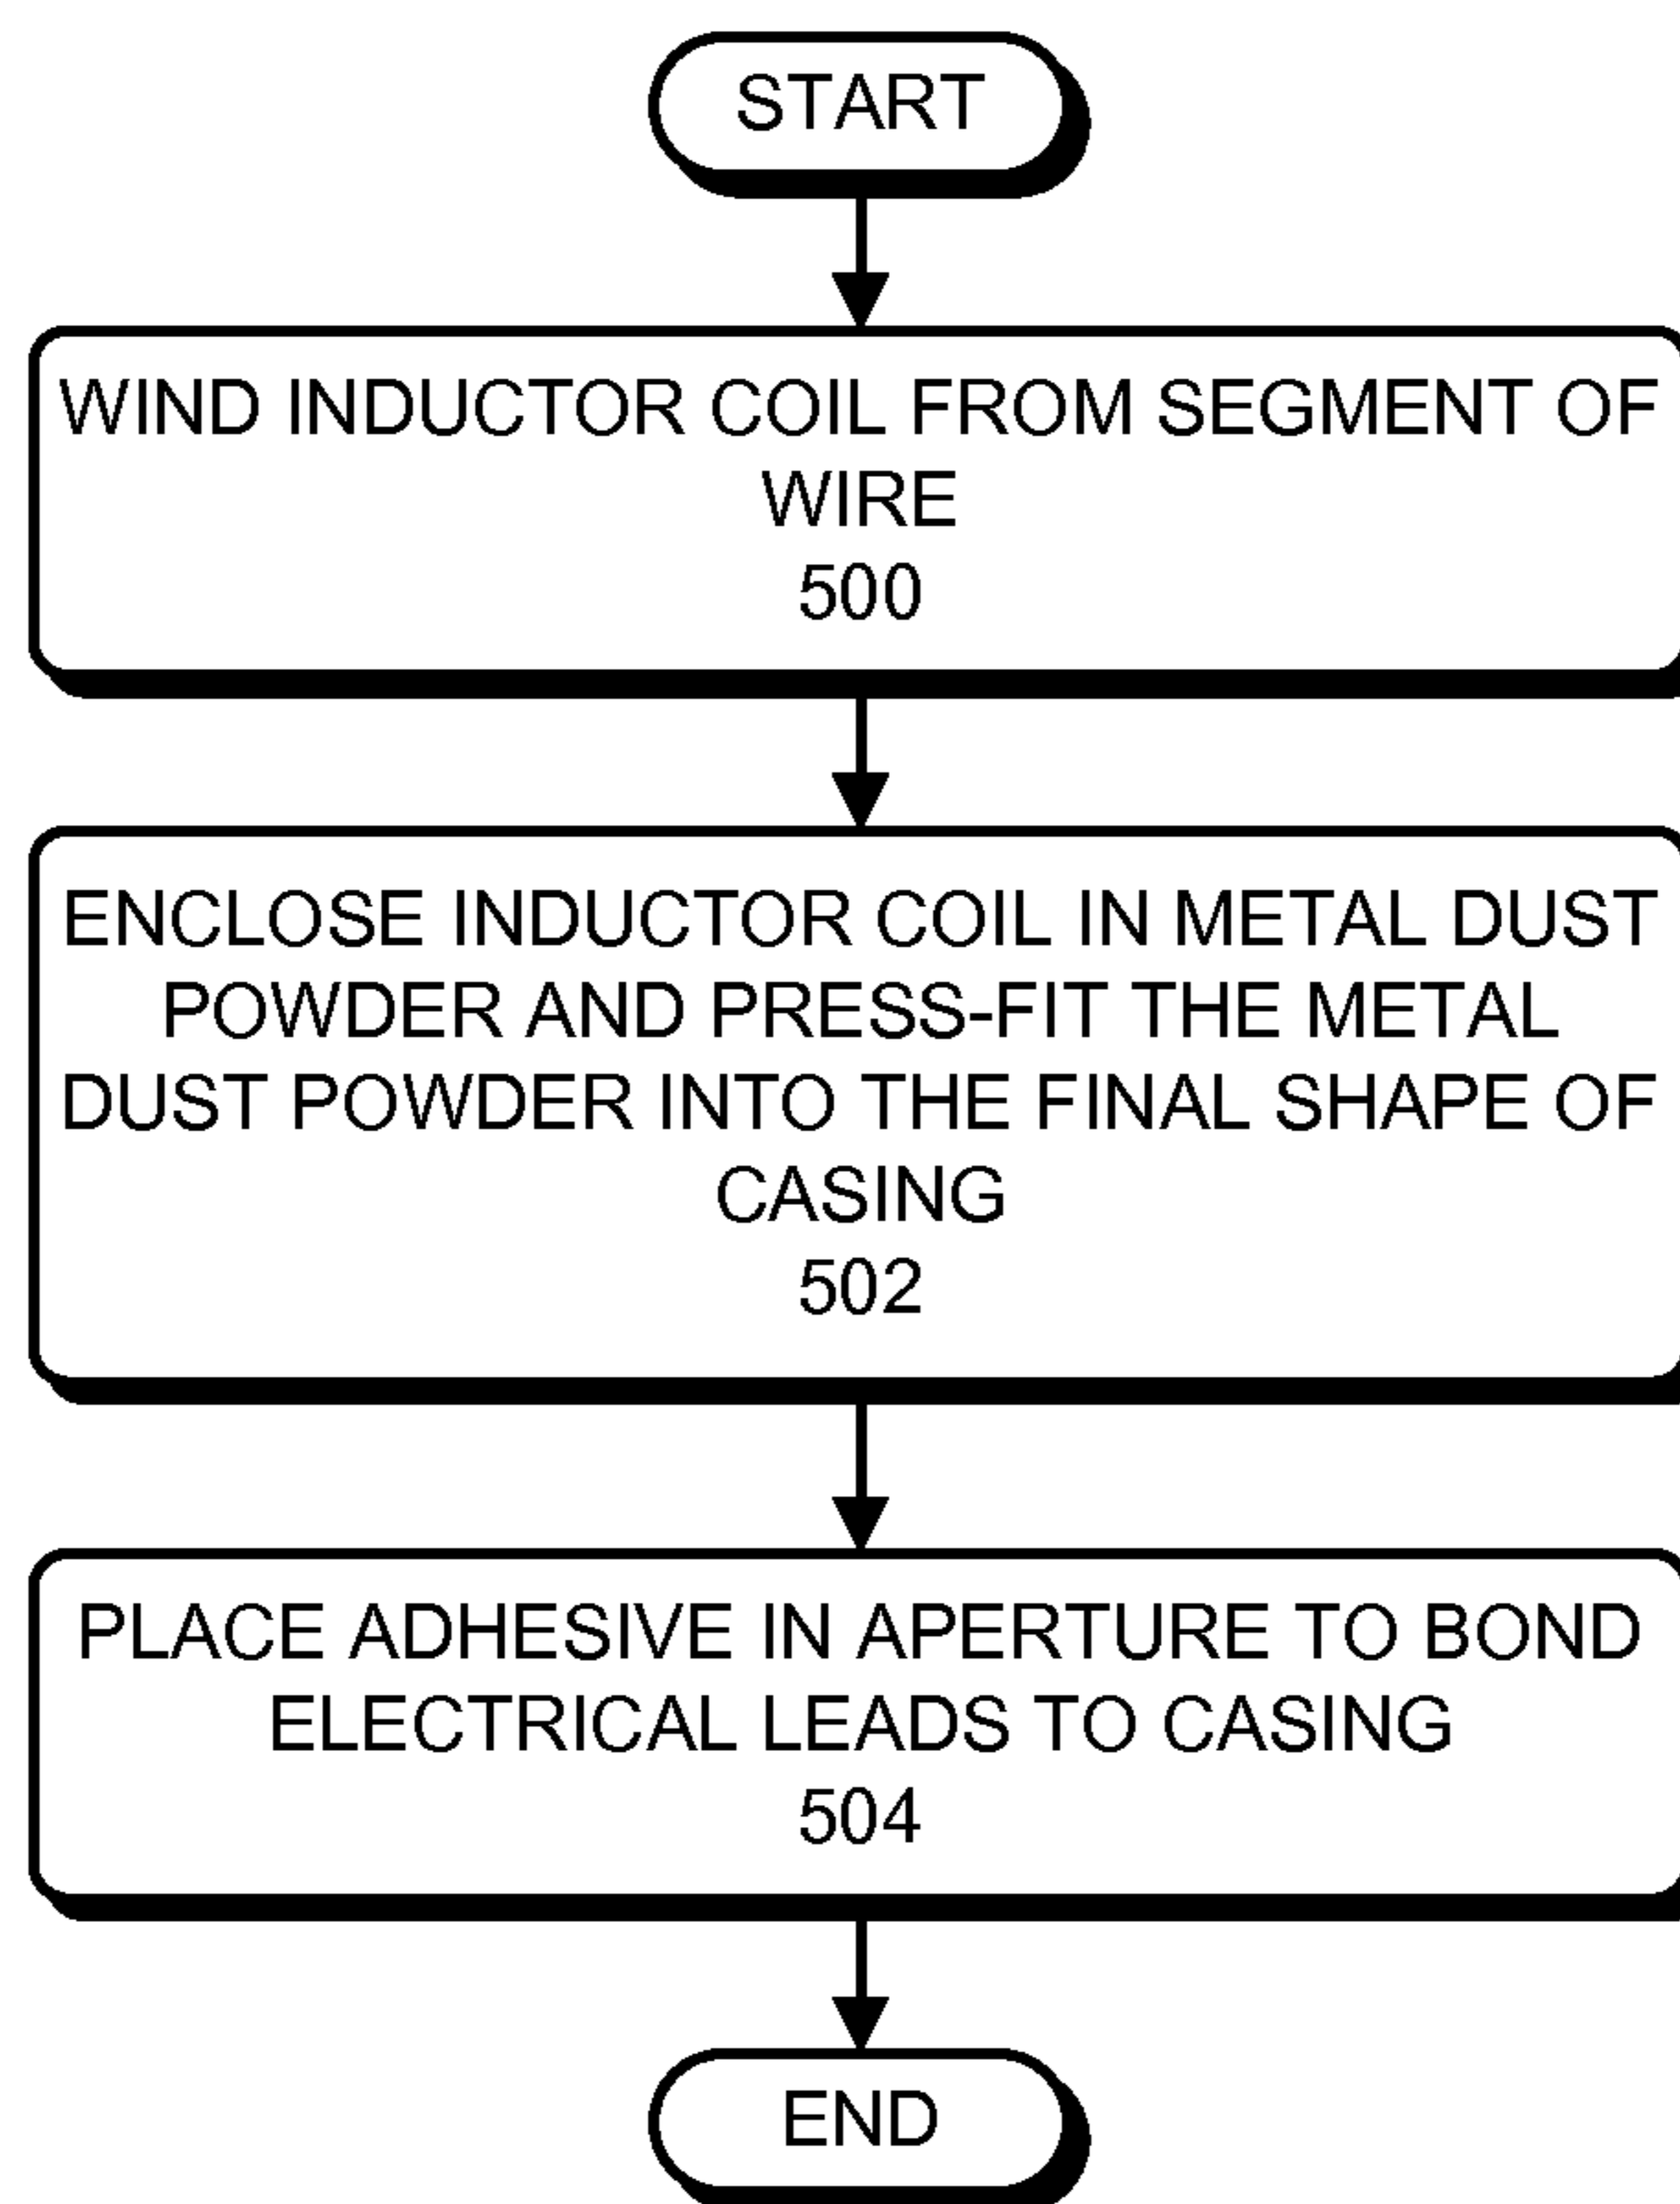 START
WIND INDUCTOR COIL FROM SEGMENT OF
WIRE
500
ENCLOSE INDUCTOR COIL IN METAL DUST
POWDER AND PRESS-FIT THE METAL
DUST POWDER INTO THE FINAL SHAPE OF
CASING
502
PLACE ADHESIVE IN APERTURE TO BOND
ELECTRICAL LEADS TO CASING
504
END